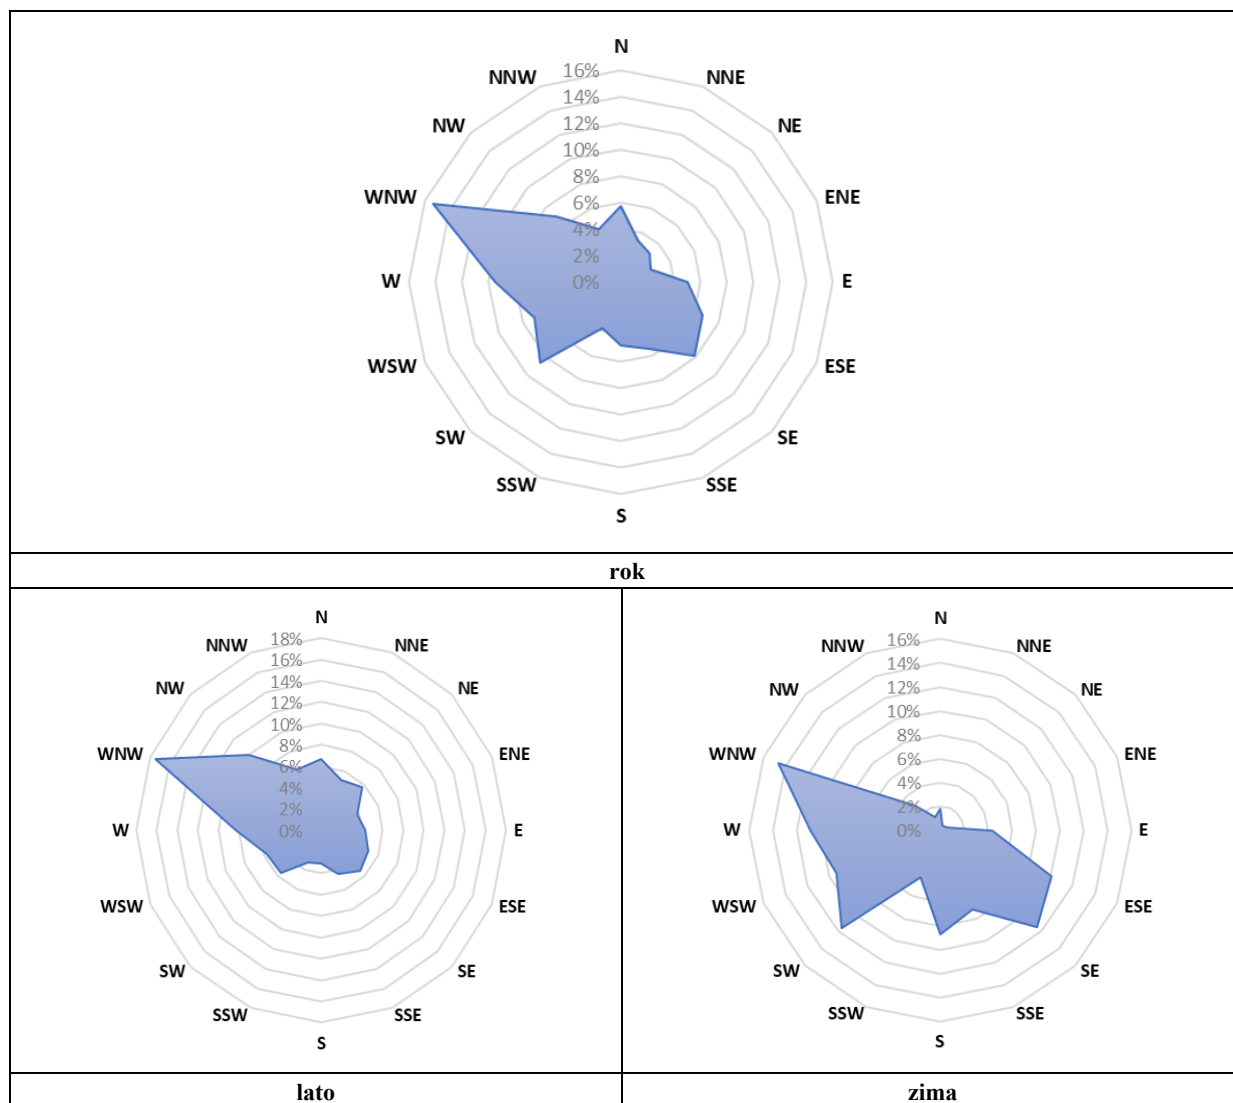 N
16%
NNW
NNE
14%
NW
12%
NE
10%
8%
WNW
6%
ENE
4%
2%
W
0%
E
WSW
ESE
SW
SE
SSW
SSE
S
rok
N
18%
NNW
NNE
16%
14%
NW
12%
NE
10%
8%
WNW
6%
ENE
4%
2%
W
0%
E
WSW
ESE
SW
SE
SSW
SSE
S
lato
N
16%
NNW
NNE
14%
NW
12%
NE
10%
8%
WNW
6%
ENE
4%
2%
W
0%
E
WSW
ESE
SW
SE
SSW
SSE
S
zima